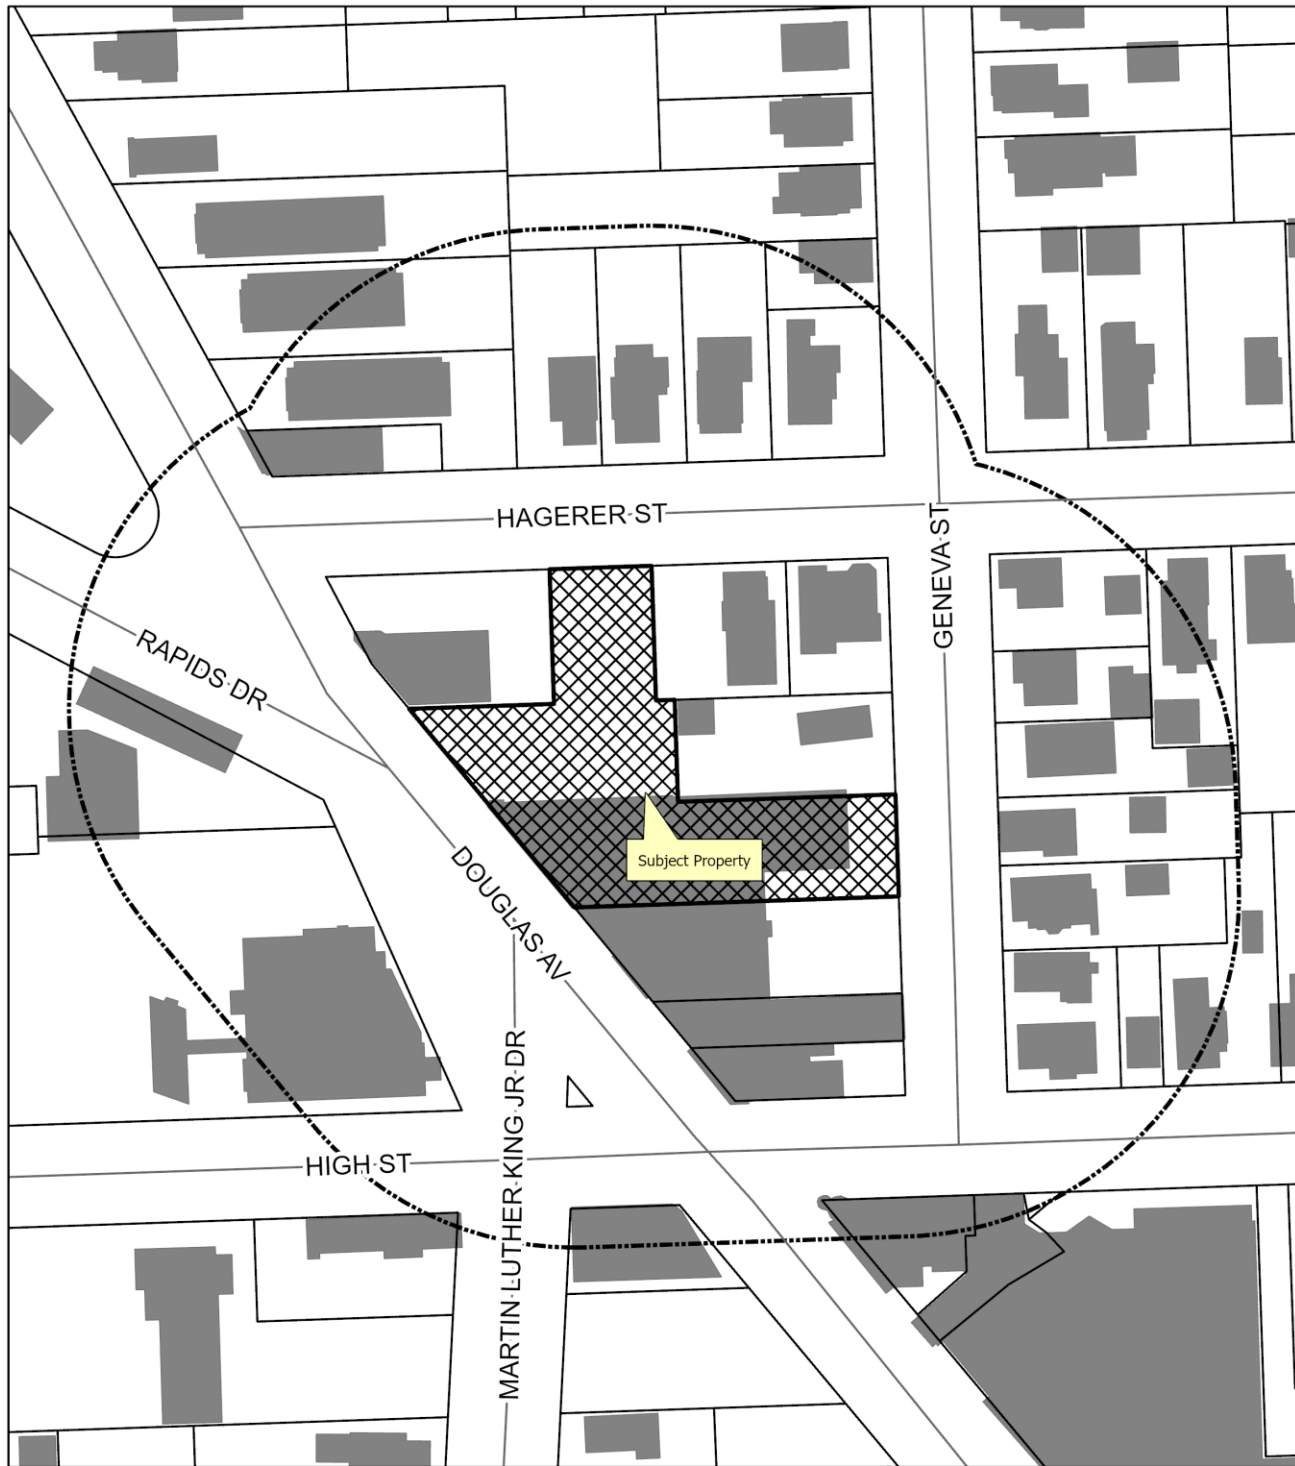 HAGERER ST
GENEVA ST
RAPIDS DR
Subject Property
DOUGLAS AV
MARTIN LUTHER KING JR DR
HIGH ST